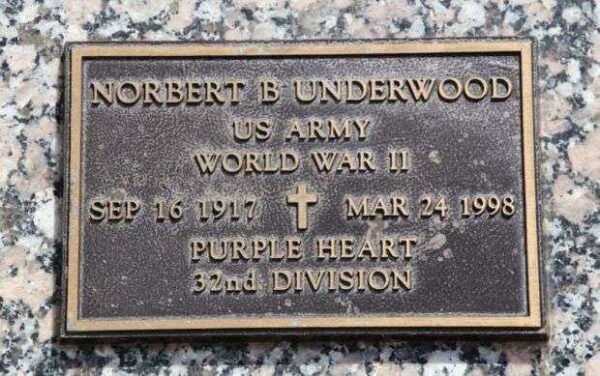 NORBERT B UNDERWOOD
US ARMY
WORLD WAR II
SEP 16 1917 MAR 24 1998
PURPLE HEART
32nd DIVISION